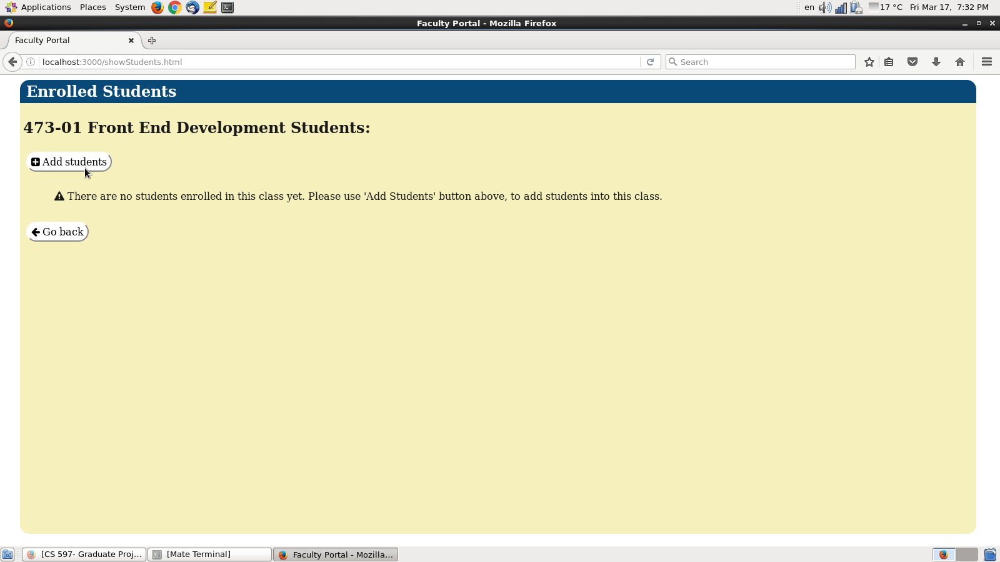 Applications Places System en 17 °C Fri Mar 17, 7:32 PM
Faculty Portal - Mozilla Firefox
Faculty Portal
localhost:3000/showStudents.html Search
Enrolled Students
473-01 Front End Development Students:
Add students
There are no students enrolled in this class yet. Please use 'Add Students' button above, to add students into this class.
Go back
[CS 597- Graduate Proj... [Mate Terminal] Faculty Portal - Mozilla...